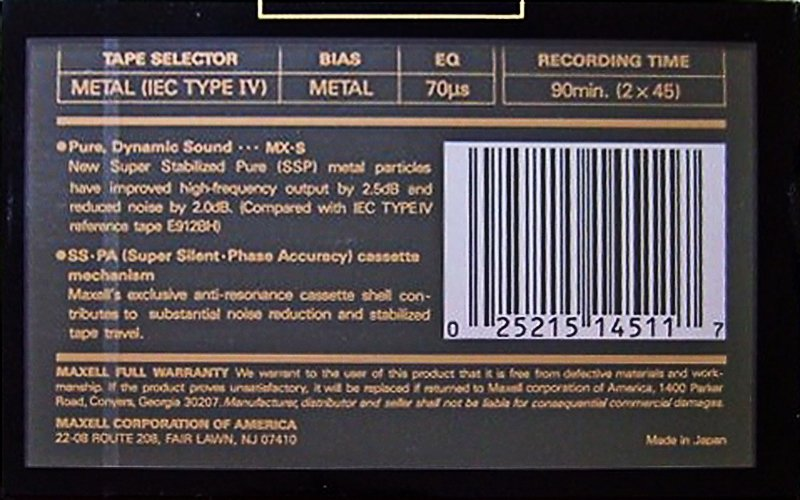 TAPE SELECTOR BIAS EQ RECORDING TIME
METAL (IEC TYPE IV) METAL 70μs 90min. (2 x 45)
●Pure, Dynamic Sound ··· MX-S
New Super Stabilized Pure (SSP) metal particles
have improved high-frequency output by 2.5dB and
reduced noise by 2.0dB. (Compared with IEC TYPE IV
reference tape E912BH)
●SS·PA (Super Silent·Phase Accuracy) cassette
mechanism
Maxell's exclusive anti-resonance cassette shell con-
tributes to substantial noise reduction and stabilized
tape travel.
0 25215 14511 7
MAXELL FULL WARRANTY We warrant to the user of this product that it is free from defective materials and work-
manship. If the product proves unsatisfactory, it will be replaced if returned to Maxell corporation of America, 1400 Parker
Road, Conyers, Georgia 30207. Manufacturer, distributor and seller shall not be liable for consequential commercial damages.
MAXELL CORPORATION OF AMERICA
22-08 ROUTE 208, FAIR LAWN, NJ 07410
Made in Japan